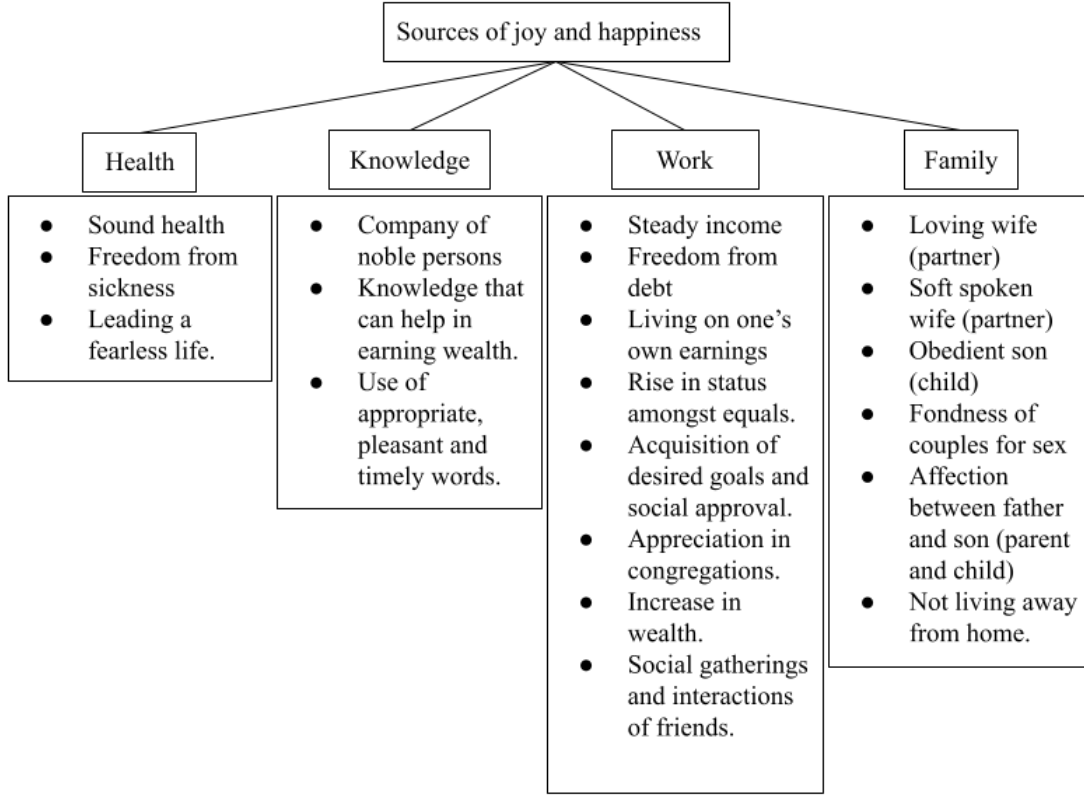 Sources of joy and happiness
Health
Knowledge
Work
Family
● Sound health
● Freedom from
sickness
● Leading a
fearless life.
● Company of
noble persons
● Knowledge that
can help in
earning wealth.
● Use of
appropriate,
pleasant and
timely words.
● Steady income
● Freedom from
debt
● Living on one’s
own earnings
● Rise in status
amongst equals.
● Acquisition of
desired goals and
social approval.
● Appreciation in
congregations.
● Increase in
wealth.
● Social gatherings
and interactions
of friends.
● Loving wife
(partner)
● Soft spoken
wife (partner)
● Obedient son
(child)
● Fondness of
couples for sex
● Affection
between father
and son (parent
and child)
● Not living away
from home.